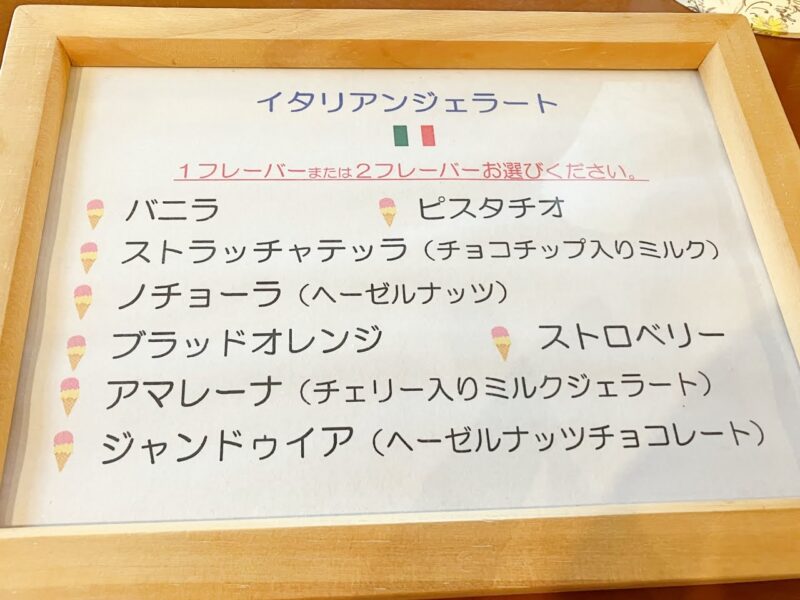 イタリアンジェラート
１フレーバーまたは２フレーバーお選びください。
バニラ ピスタチオ
ストラッチャテッラ（チョコチップ入りミルク）
ノチョーラ（ヘーゼルナッツ）
ブラッドオレンジ ストロベリー
アマレーナ（チェリー入りミルクジェラート）
ジャンドゥイア（ヘーゼルナッツチョコレート）